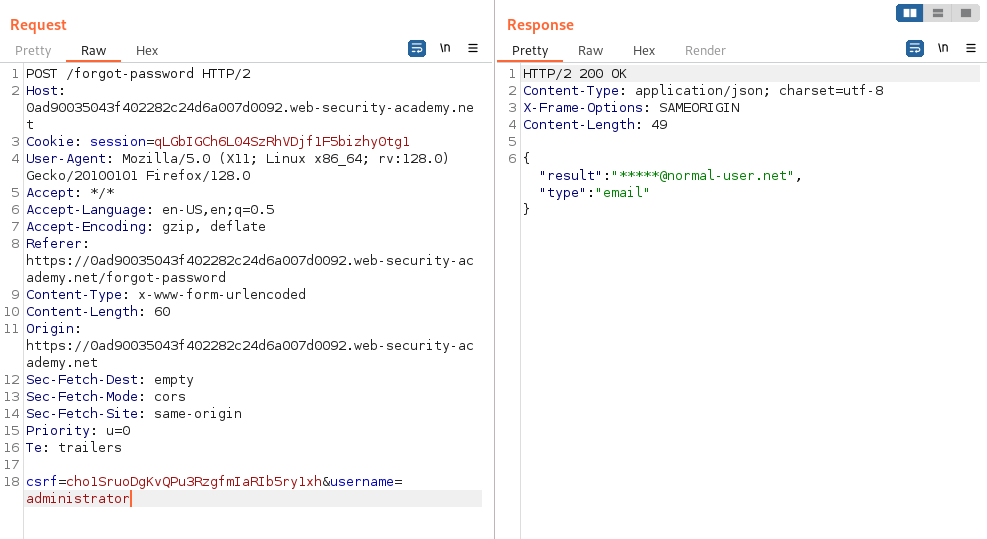 Request
Pretty Raw Hex
\n
1 POST /forgot-password HTTP/2
2 Host:
0ad90035043f402282c24d6a007d0092.web-security-academy.ne
t
3 Cookie: session=qLGbIGCh6L04SzRhVDjf1F5bizhy0tg1
4 User-Agent: Mozilla/5.0 (X11; Linux x86_64; rv:128.0)
Gecko/20100101 Firefox/128.0
5 Accept: */*
6 Accept-Language: en-US,en;q=0.5
7 Accept-Encoding: gzip, deflate
8 Referer:
https://0ad90035043f402282c24d6a007d0092.web-security-ac
ademy.net/forgot-password
9 Content-Type: x-www-form-urlencoded
10 Content-Length: 60
11 Origin:
https://0ad90035043f402282c24d6a007d0092.web-security-ac
ademy.net
12 Sec-Fetch-Dest: empty
13 Sec-Fetch-Mode: cors
14 Sec-Fetch-Site: same-origin
15 Priority: u=0
16 Te: trailers
17
18 csrf=cho1SruoDgKvQPu3RzgfmIaRIb5ry1xh&username=
administrator
Response
Pretty Raw Hex Render
\n
1 HTTP/2 200 OK
2 Content-Type: application/json; charset=utf-8
3 X-Frame-Options: SAMEORIGIN
4 Content-Length: 49
5
6 {
"result":"*****@normal-user.net",
"type":"email"
}